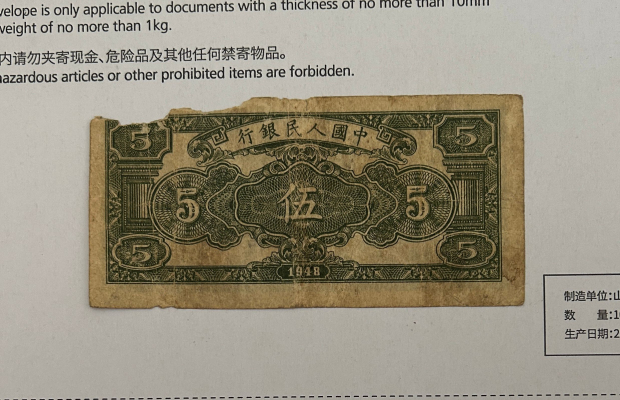 velope is only applicable to documents with a thickness of no more than 10mm
weight of no more than 1kg.
内请勿夹寄现金、危险品及其他任何禁寄物品。
hazardous articles or other prohibited items are forbidden.
5 行銀民人國中 5
5 伍 5
5 1948 5
制造单位:山
数 量:1
生产日期:2